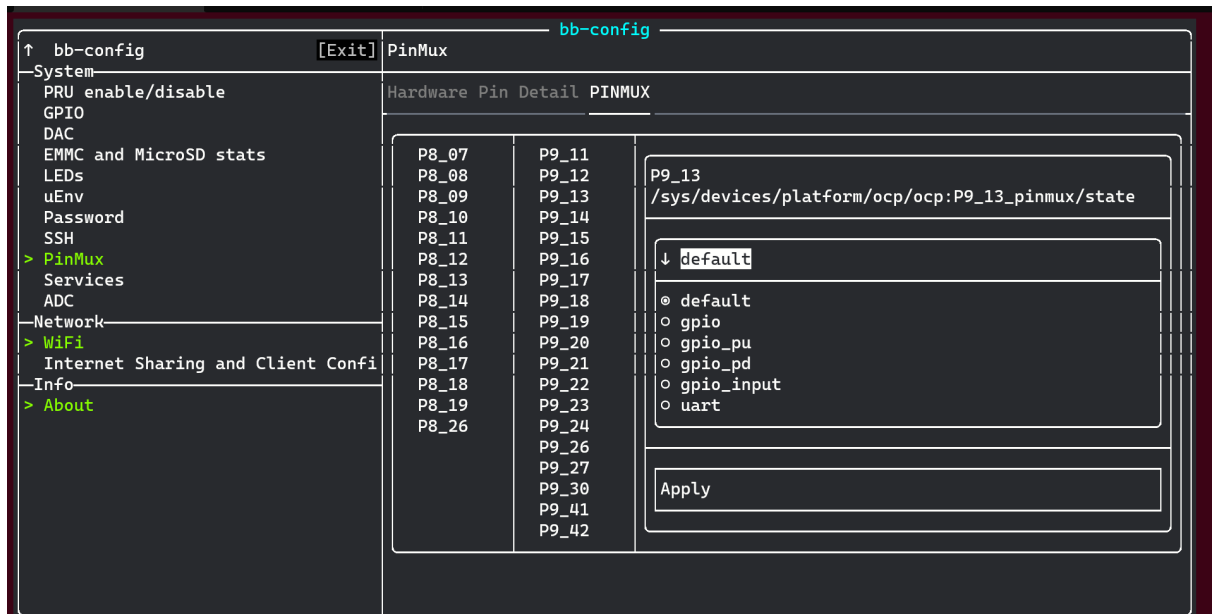 bb-config
↑ bb-config [Exit]
System
PRU enable/disable
GPIO
DAC
EMMC and MicroSD stats
LEDs
uEnv
Password
SSH
> PinMux
Services
ADC
Network
> WiFi
Internet Sharing and Client Confi
Info
> About
PinMux
Hardware Pin Detail PINMUX
P8_07
P8_08
P8_09
P8_10
P8_11
P8_12
P8_13
P8_14
P8_15
P8_16
P8_17
P8_18
P8_19
P8_26
P9_11
P9_12
P9_13
P9_14
P9_15
P9_16
P9_17
P9_18
P9_19
P9_20
P9_21
P9_22
P9_23
P9_24
P9_26
P9_27
P9_30
P9_41
P9_42
P9_13
/sys/devices/platform/ocp/ocp:P9_13_pinmux/state
↓ default
default
gpio
gpio_pu
gpio_pd
gpio_input
uart
Apply